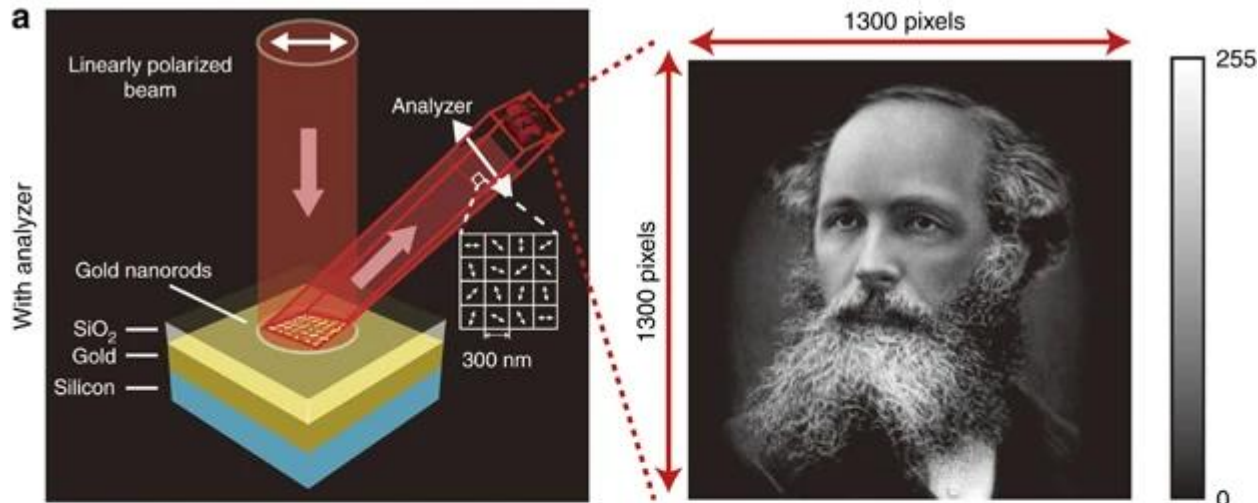 a
With analyzer
Linearly polarized
beam
Analyzer
Gold nanorods
SiO₂
Gold
Silicon
300 nm
1300 pixels
1300 pixels
255
0